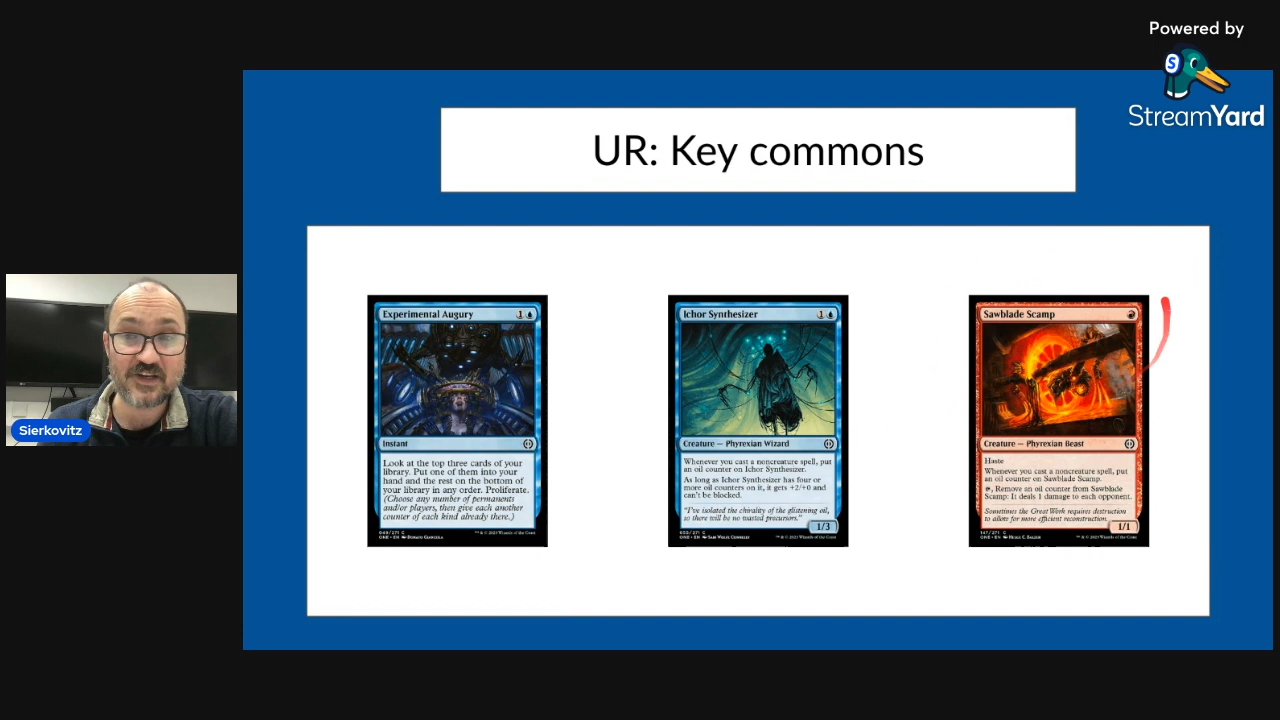 Powered by
StreamYard
UR: Key commons
Experimental Augury
1
Instant
Look at the top three cards of your
library. Put one of them into your
hand and the rest on the bottom of
your library in any order. Proliferate.
(Choose any number of permanents
and/or players, then give each another
counter of each kind already there.)
Ichor Synthesizer
1
Creature — Phyrexian Wizard
Whenever you cast a noncreature spell, put
an oil counter on Ichor Synthesizer.
As long as Ichor Synthesizer has four or
more oil counters on it, it gets +2/+0 and
can't be blocked.
"I've isolated the chirality of the glistening oil,
so there will be no wasted precursors."
1/3
Sawblade Scamp
Creature — Phyrexian Beast
Haste
Whenever you cast a noncreature spell, put
an oil counter on Sawblade Scamp.
, Remove an oil counter from Sawblade
Scamp: It deals 1 damage to each opponent.
Sometimes the Great Work requires destruction
to allow for more efficient reconstruction.
1/1
Sierkovitz